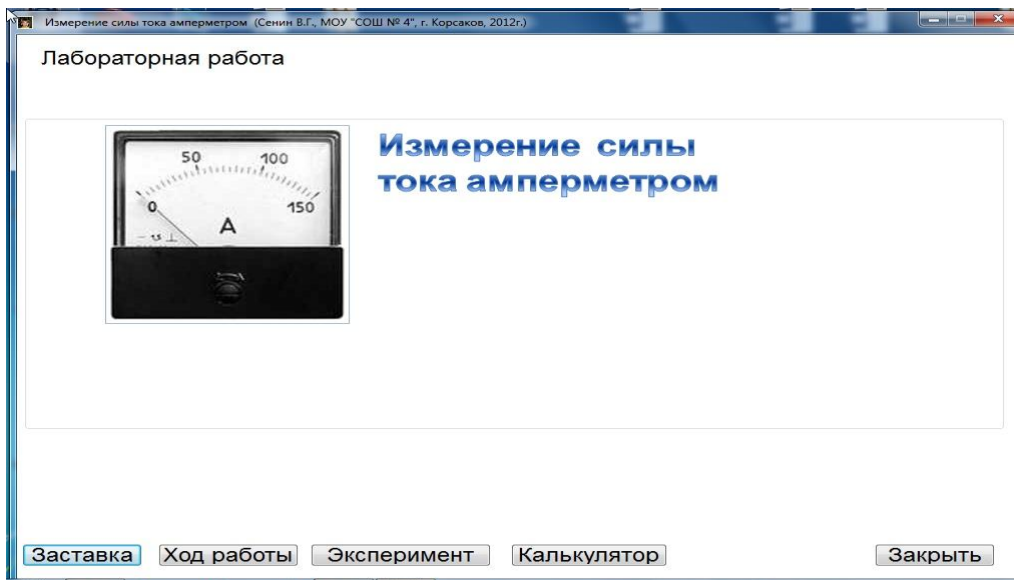 Измерение силы тока амперметром (Сенин В.Г., МОУ "СОШ № 4", г. Корсаков, 2012г.)
Лабораторная работа
Измерение силы
тока амперметром
50 100
0 150
A
Заставка Ход работы Эксперимент Калькулятор Закрыть